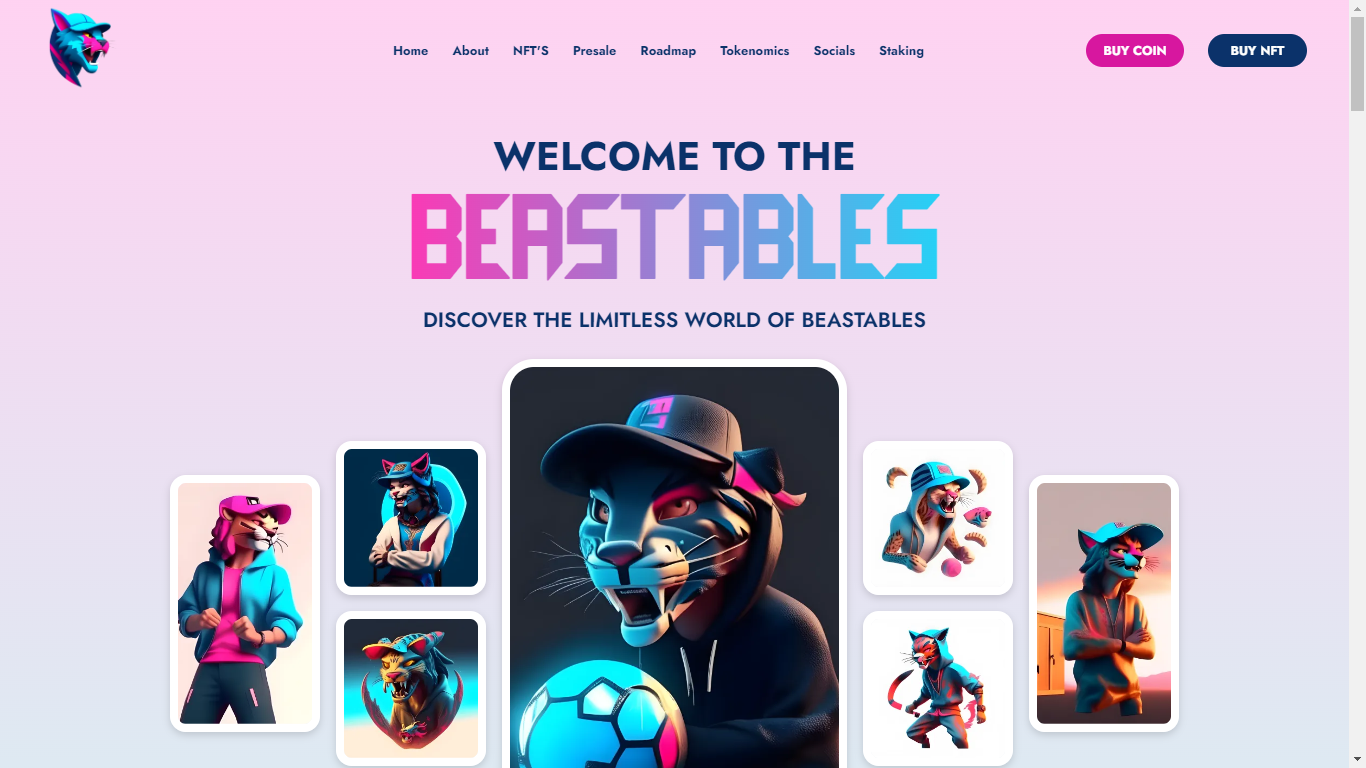 Home About NFT'S Presale Roadmap Tokenomics Socials Staking BUY COIN BUY NFT
WELCOME TO THE
BEASTABLES
DISCOVER THE LIMITLESS WORLD OF BEASTABLES